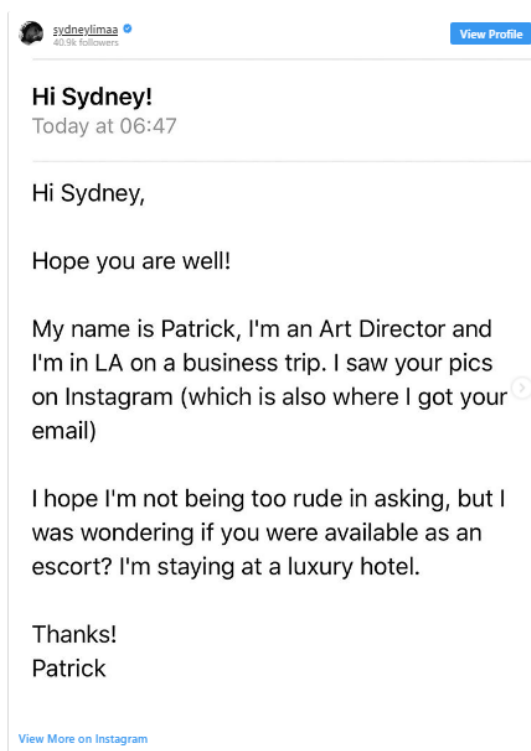 sydneylimaa
40.9k followers
View Profile
Hi Sydney!
Today at 06:47
Hi Sydney,
Hope you are well!
My name is Patrick, I'm an Art Director and
I'm in LA on a business trip. I saw your pics
on Instagram (which is also where I got your
email)
I hope I'm not being too rude in asking, but I
was wondering if you were available as an
escort? I'm staying at a luxury hotel.
Thanks!
Patrick
View More on Instagram